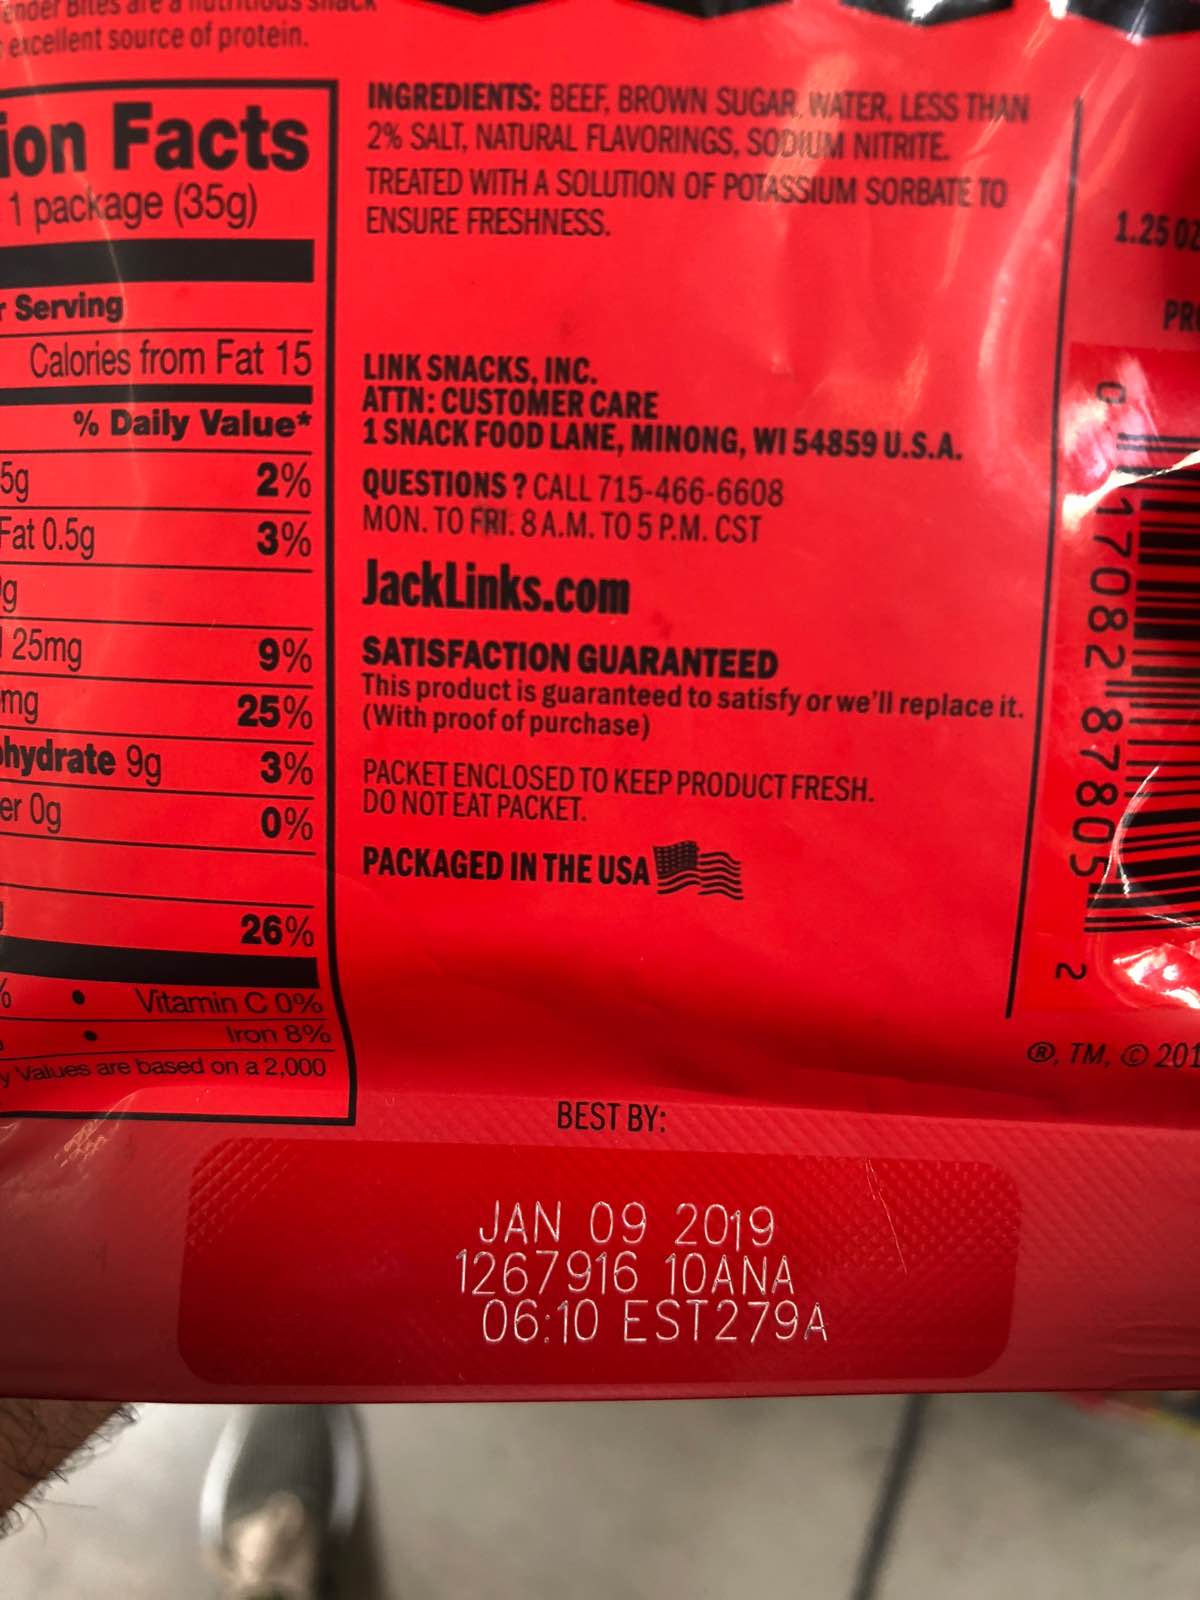 Tender Bites are a nutritious snack
excellent source of protein.
ion Facts
1 package (35g)
r Serving
Calories from Fat 15
% Daily Value*
5g 2%
Fat 0.5g 3%
g
25mg 9%
mg 25%
ohydrate 9g 3%
er 0g 0%
26%
% • Vitamin C 0%
• Iron 8%
y Values are based on a 2,000
INGREDIENTS: BEEF, BROWN SUGAR, WATER, LESS THAN
2% SALT, NATURAL FLAVORINGS, SODIUM NITRITE.
TREATED WITH A SOLUTION OF POTASSIUM SORBATE TO
ENSURE FRESHNESS.
LINK SNACKS, INC.
ATTN: CUSTOMER CARE
1 SNACK FOOD LANE, MINONG, WI 54859 U.S.A.
QUESTIONS? CALL 715-466-6608
MON. TO FRI. 8 A.M. TO 5 P.M. CST
JackLinks.com
SATISFACTION GUARANTEED
This product is guaranteed to satisfy or we'll replace it.
(With proof of purchase)
PACKET ENCLOSED TO KEEP PRODUCT FRESH.
DO NOT EAT PACKET.
PACKAGED IN THE USA
1.25 OZ
PR
0 17082 87805 2
®, TM, © 201
BEST BY:
JAN 09 2019
1267916 10ANA
06:10 EST279A